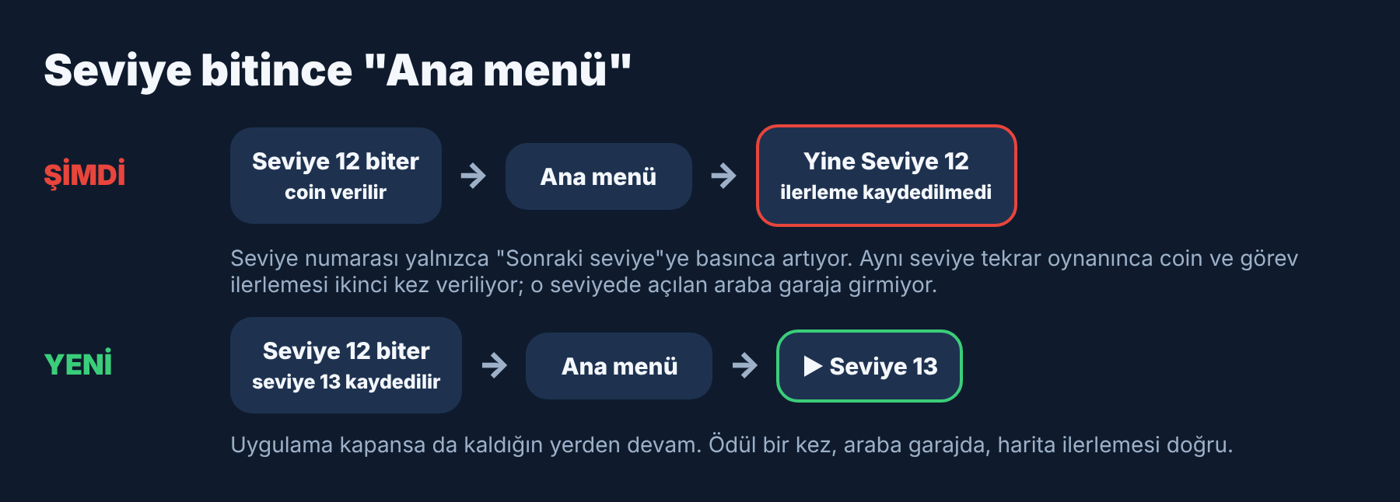 Seviye bitince "Ana menü"
ŞİMDİ
Seviye 12 biter
coin verilir
→
Ana menü
→
Yine Seviye 12
ilerleme kaydedilmedi
Seviye numarası yalnızca "Sonraki seviye"ye basınca artıyor. Aynı seviye tekrar oynanınca coin ve görev
ilerlemesi ikinci kez veriliyor; o seviyede açılan araba garaja girmiyor.
YENİ
Seviye 12 biter
seviye 13 kaydedilir
→
Ana menü
→
▶ Seviye 13
Uygulama kapansa da kaldığın yerden devam. Ödül bir kez, araba garajda, harita ilerlemesi doğru.